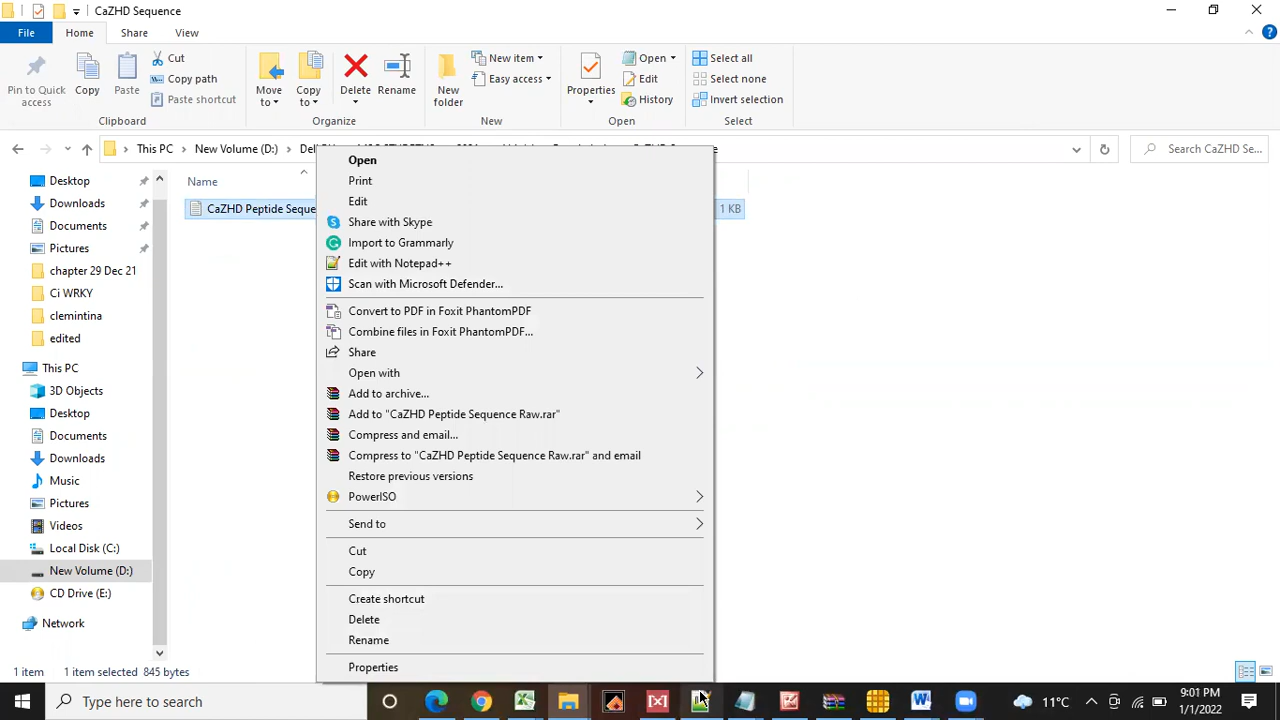 CaZHD Sequence
File
Home
Share
View
Pin to Quick access
Copy
Paste
Cut
Copy path
Paste shortcut
Clipboard
Move to
Copy to
Delete
Rename
Organize
New folder
New item
Easy access
New
Properties
Open
Edit
History
Open
Select all
Select none
Invert selection
Select
This PC
New Volume (D:)
Search CaZHD Se...
Name
CaZHD Peptide Seque
1 KB
Desktop
Downloads
Documents
Pictures
chapter 29 Dec 21
Ci WRKY
clemintina
edited
This PC
3D Objects
Desktop
Documents
Downloads
Music
Pictures
Videos
Local Disk (C:)
New Volume (D:)
CD Drive (E:)
Network
Open
Print
Edit
Share with Skype
Import to Grammarly
Edit with Notepad++
Scan with Microsoft Defender...
Convert to PDF in Foxit PhantomPDF
Combine files in Foxit PhantomPDF...
Share
Open with
Add to archive...
Add to "CaZHD Peptide Sequence Raw.rar"
Compress and email...
Compress to "CaZHD Peptide Sequence Raw.rar" and email
Restore previous versions
PowerISO
Send to
Cut
Copy
Create shortcut
Delete
Rename
Properties
1 item
1 item selected 845 bytes
Type here to search
11°C
9:01 PM
1/1/2022